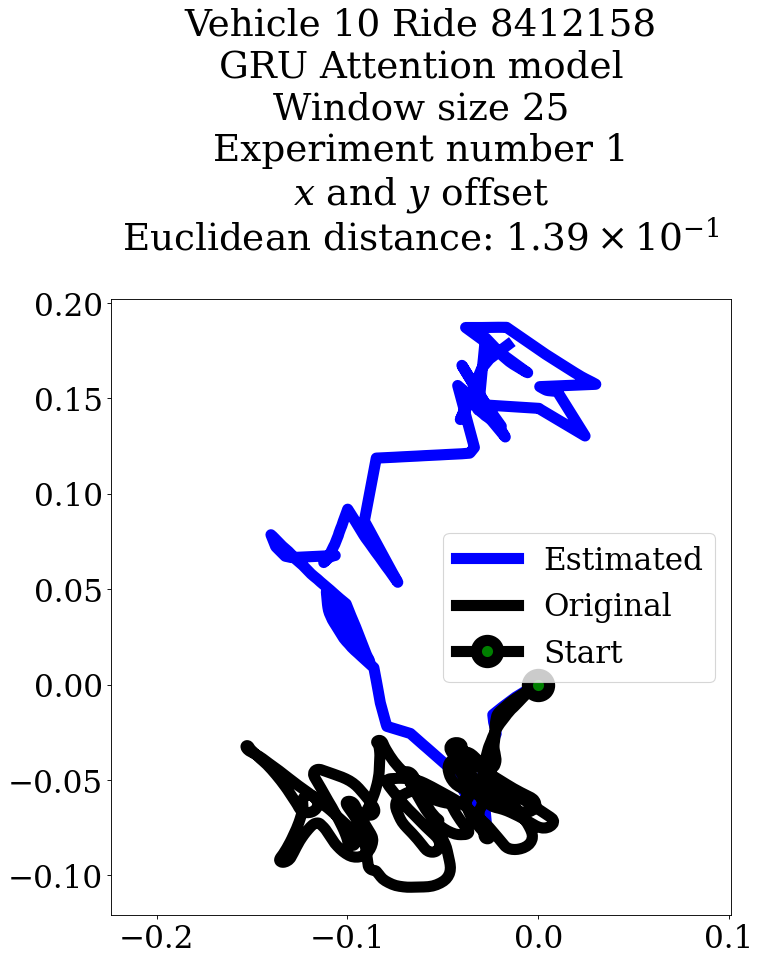 Vehicle 10 Ride 8412158
GRU Attention model
Window size 25
Experiment number 1
x and y offset
Euclidean distance: 1.39 × 10⁻¹
0.20
0.15
0.10
0.05
0.00
−0.05
−0.10
Estimated
Original
Start
−0.2
−0.1
0.0
0.1